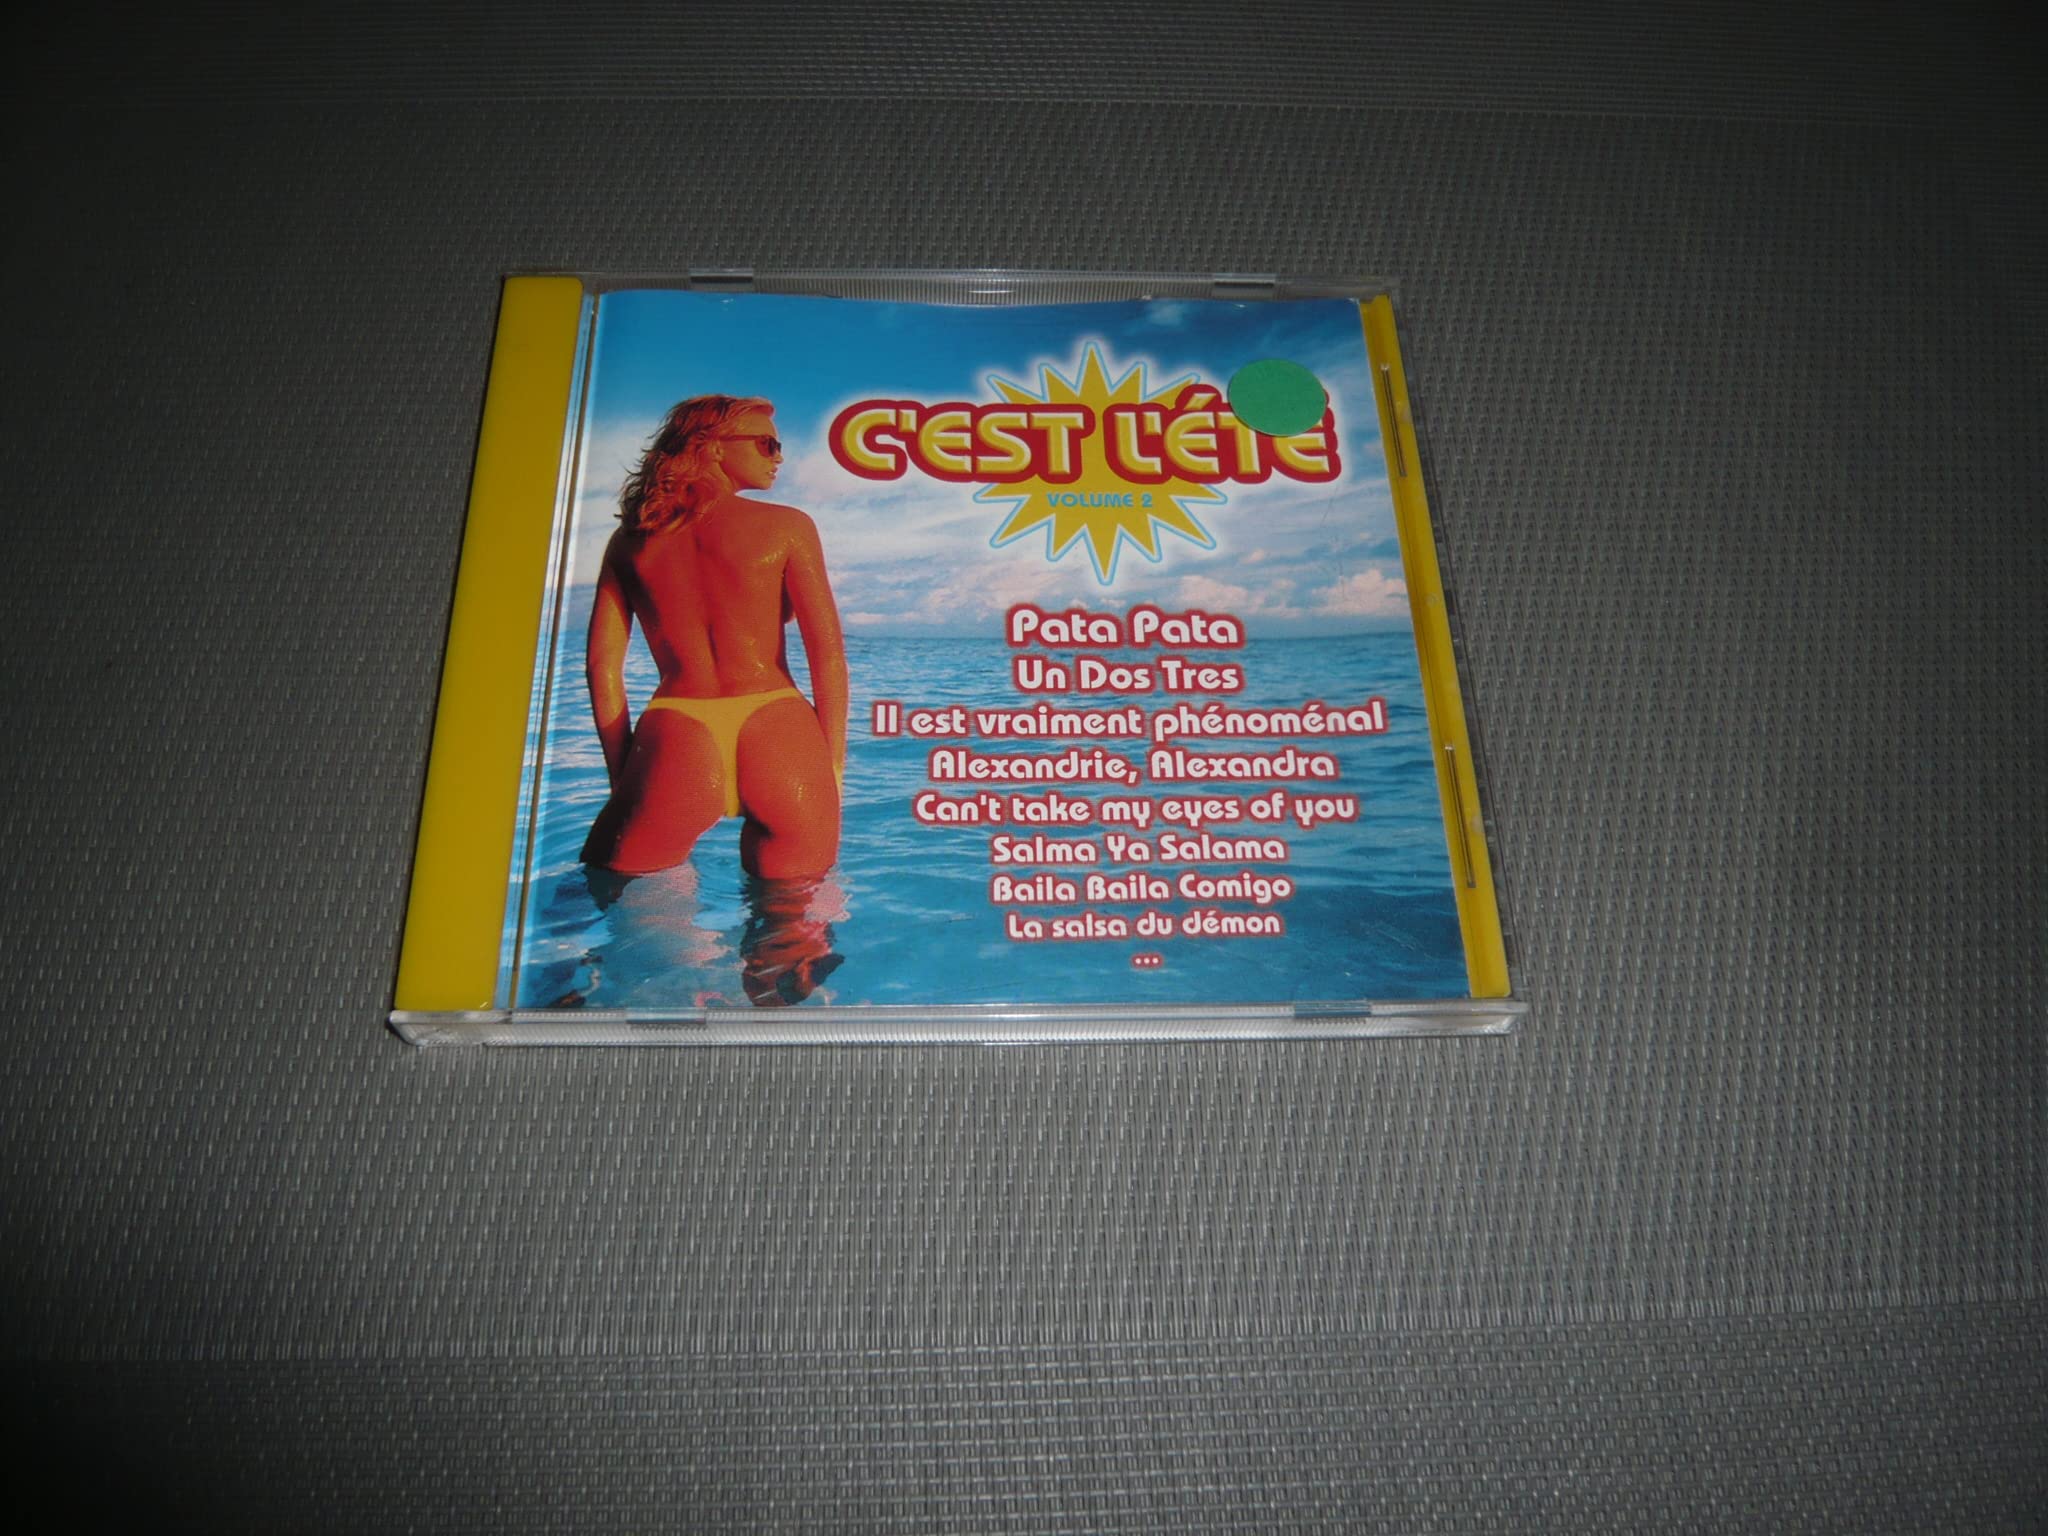 C'EST L'ÉTÉ
VOLUME 2
Pata Pata
Un Dos Tres
Il est vraiment phénoménal
Alexandrie, Alexandra
Can't take my eyes of you
Salma Ya Salama
Baila Baila Comigo
La salsa du démon
...